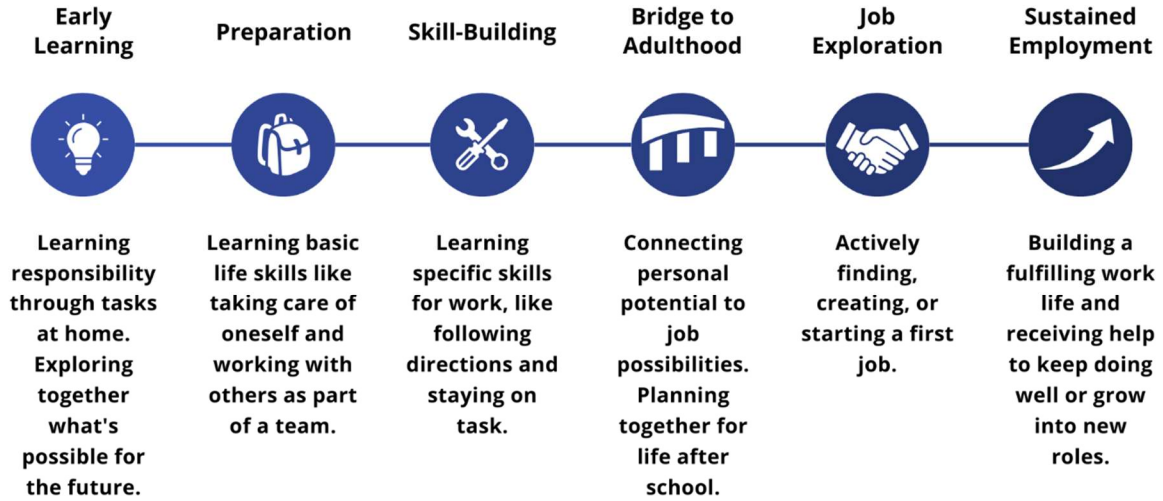 Early
Learning
Preparation
Skill-Building
Bridge to
Adulthood
Job
Exploration
Sustained
Employment
Learning
responsibility
through tasks
at home.
Exploring
together
what's
possible for
the future.
Learning basic
life skills like
taking care of
oneself and
working with
others as part
of a team.
Learning
specific skills
for work, like
following
directions and
staying on
task.
Connecting
personal
potential to
job
possibilities.
Planning
together for
life after
school.
Actively
finding,
creating, or
starting a first
job.
Building a
fulfilling work
life and
receiving help
to keep doing
well or grow
into new
roles.